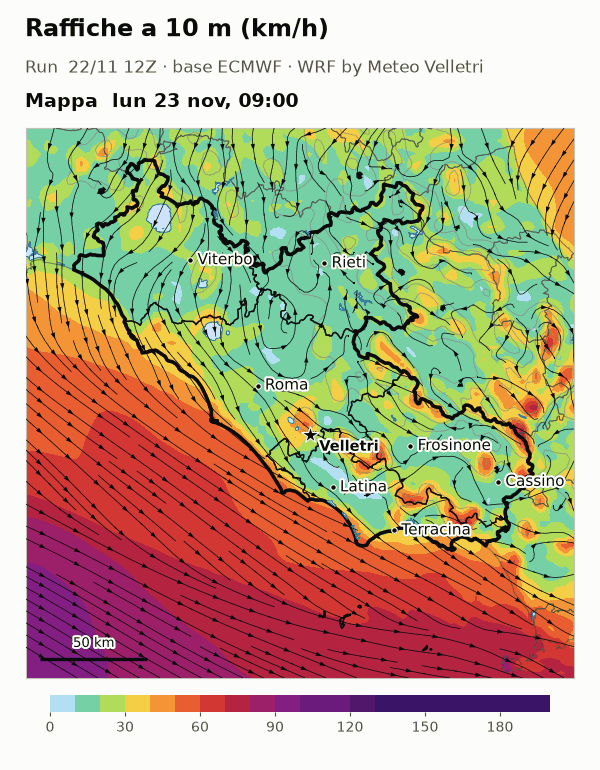 Raffiche a 10 m (km/h)
Run  22/11 12Z · base ECMWF · WRF by Meteo Velletri
Mappa  lun 23 nov, 09:00
Viterbo
Rieti
Roma
Velletri
Frosinone
Latina
Cassino
Terracina
50 km
0 30 60 90 120 150 180